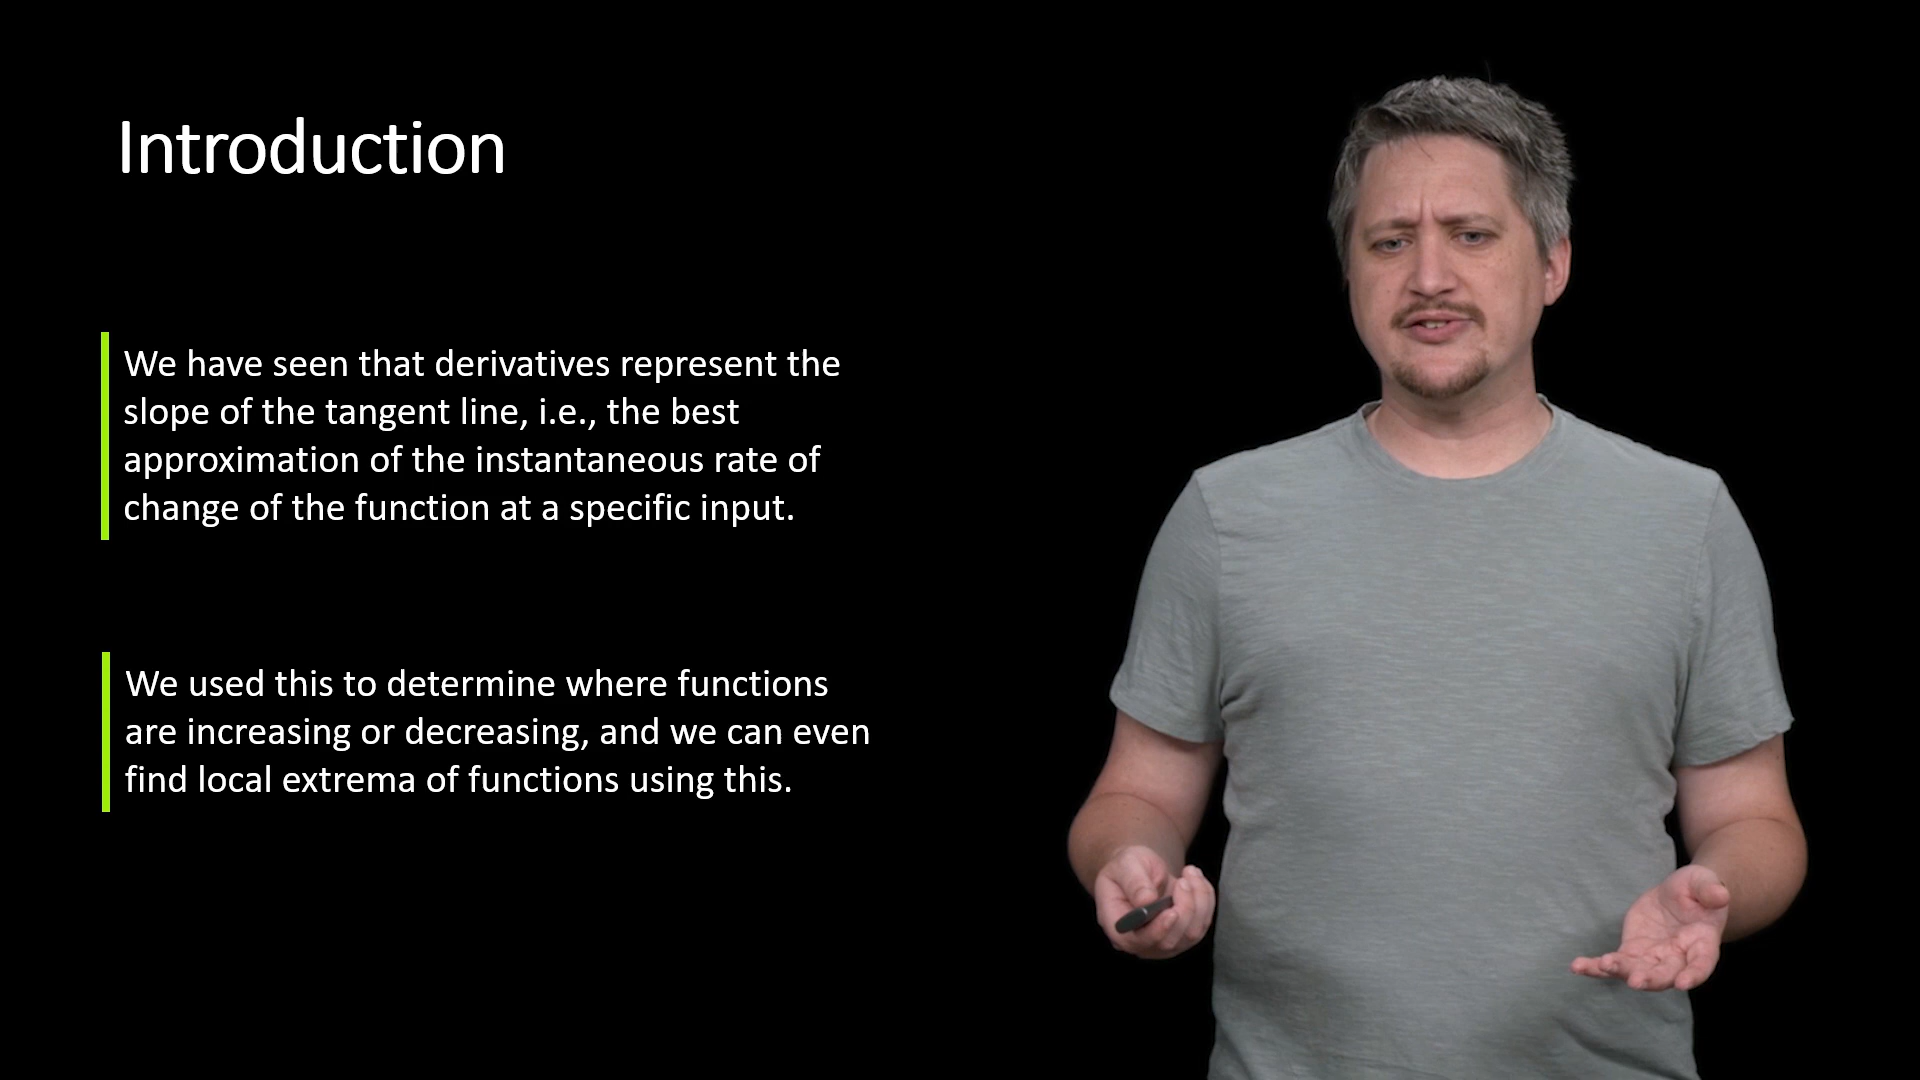 Introduction
We have seen that derivatives represent the
slope of the tangent line, i.e., the best
approximation of the instantaneous rate of
change of the function at a specific input.
We used this to determine where functions
are increasing or decreasing, and we can even
find local extrema of functions using this.